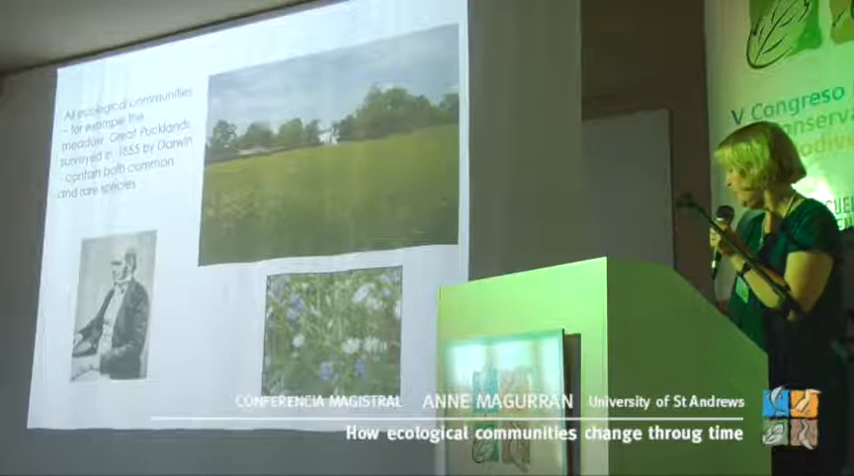 All ecological communities
- for example the
meadow, Great Pucklands,
surveyed in 1855 by Darwin
- contain both common
and rare species
V Congreso
CONFERENCIA MAGISTRAL ANNE MAGURRAN University of St Andrews
How ecological communities change throug time